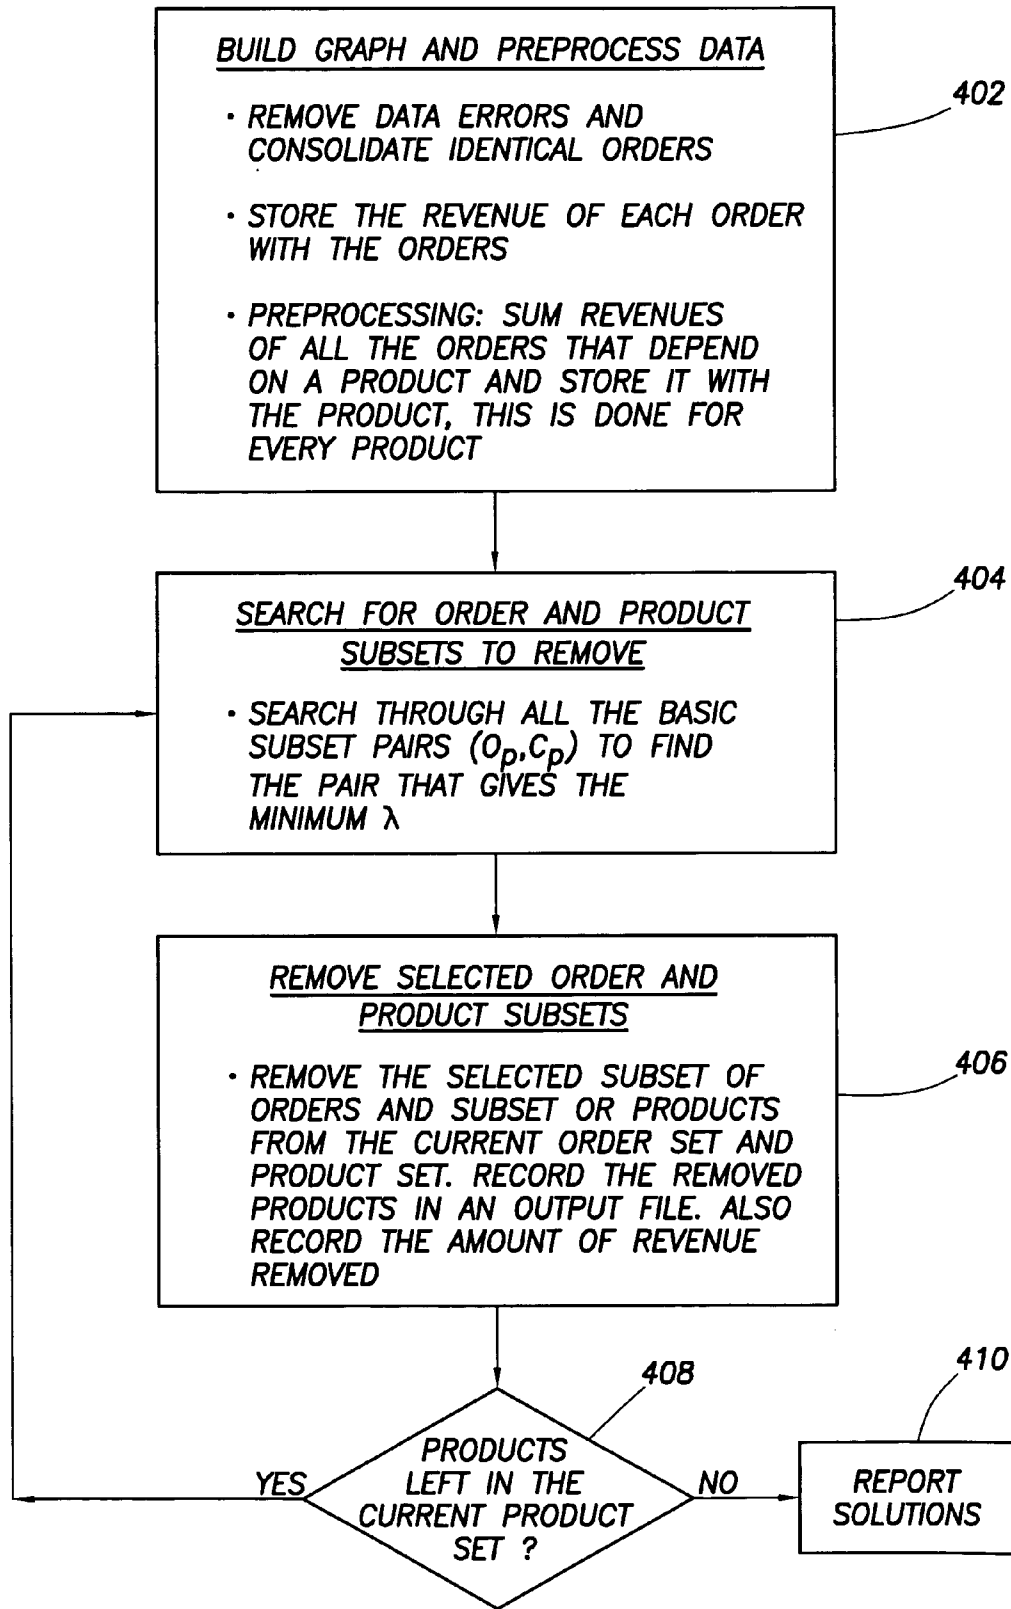 BUILD GRAPH AND PREPROCESS DATA
• REMOVE DATA ERRORS AND
CONSOLIDATE IDENTICAL ORDERS
• STORE THE REVENUE OF EACH ORDER
WITH THE ORDERS
• PREPROCESSING: SUM REVENUES
OF ALL THE ORDERS THAT DEPEND
ON A PRODUCT AND STORE IT WITH
THE PRODUCT, THIS IS DONE FOR
EVERY PRODUCT
402
SEARCH FOR ORDER AND PRODUCT
SUBSETS TO REMOVE
• SEARCH THROUGH ALL THE BASIC
SUBSET PAIRS (Op,Cp) TO FIND
THE PAIR THAT GIVES THE
MINIMUM λ
404
REMOVE SELECTED ORDER AND
PRODUCT SUBSETS
• REMOVE THE SELECTED SUBSET OF
ORDERS AND SUBSET OR PRODUCTS
FROM THE CURRENT ORDER SET AND
PRODUCT SET. RECORD THE REMOVED
PRODUCTS IN AN OUTPUT FILE. ALSO
RECORD THE AMOUNT OF REVENUE
REMOVED
406
408
PRODUCTS
LEFT IN THE
CURRENT PRODUCT
SET ?
YES
NO
410
REPORT
SOLUTIONS